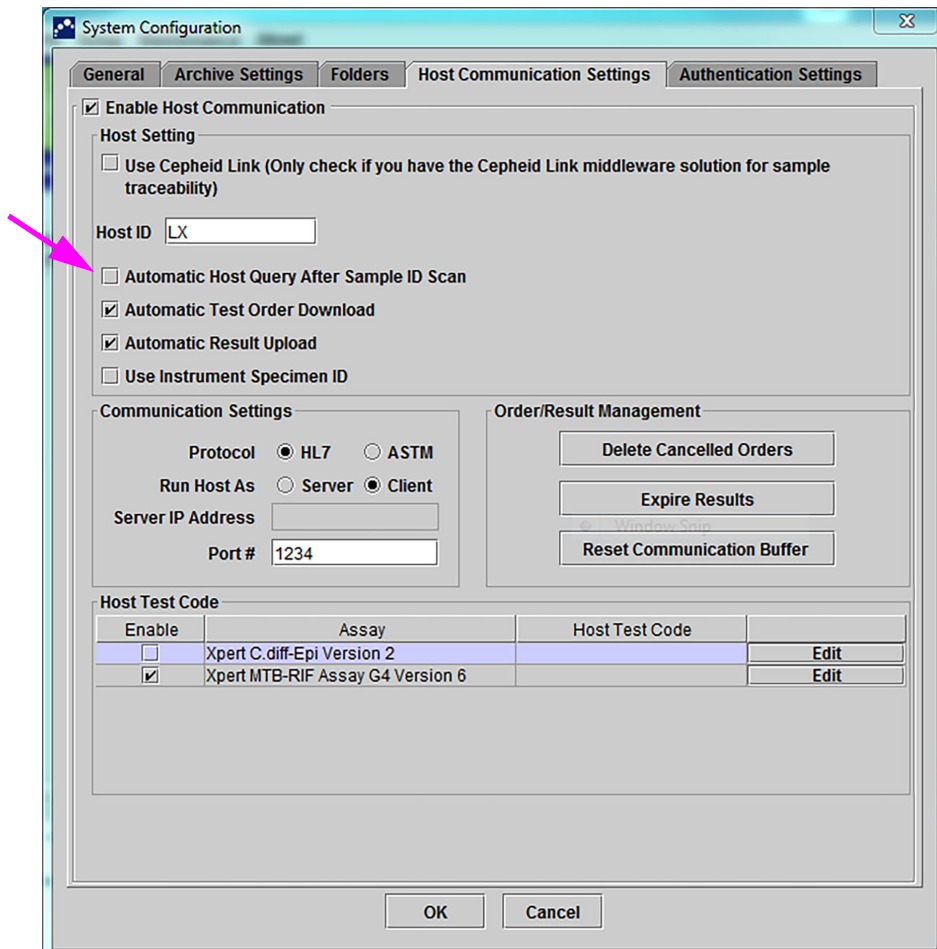 System Configuration
General Archive Settings Folders Host Communication Settings Authentication Settings
Enable Host Communication
Host Setting
Use Cepheid Link (Only check if you have the Cepheid Link middleware solution for sample
traceability)
Host ID LX
Automatic Host Query After Sample ID Scan
Automatic Test Order Download
Automatic Result Upload
Use Instrument Specimen ID
Communication Settings
Protocol HL7 ASTM
Run Host As Server Client
Server IP Address
Port # 1234
Order/Result Management
Delete Cancelled Orders
Expire Results
Window Snip
Reset Communication Buffer
Host Test Code
Enable Assay Host Test Code
Xpert C.diff-Epi Version 2 Edit
Xpert MTB-RIF Assay G4 Version 6 Edit
OK Cancel